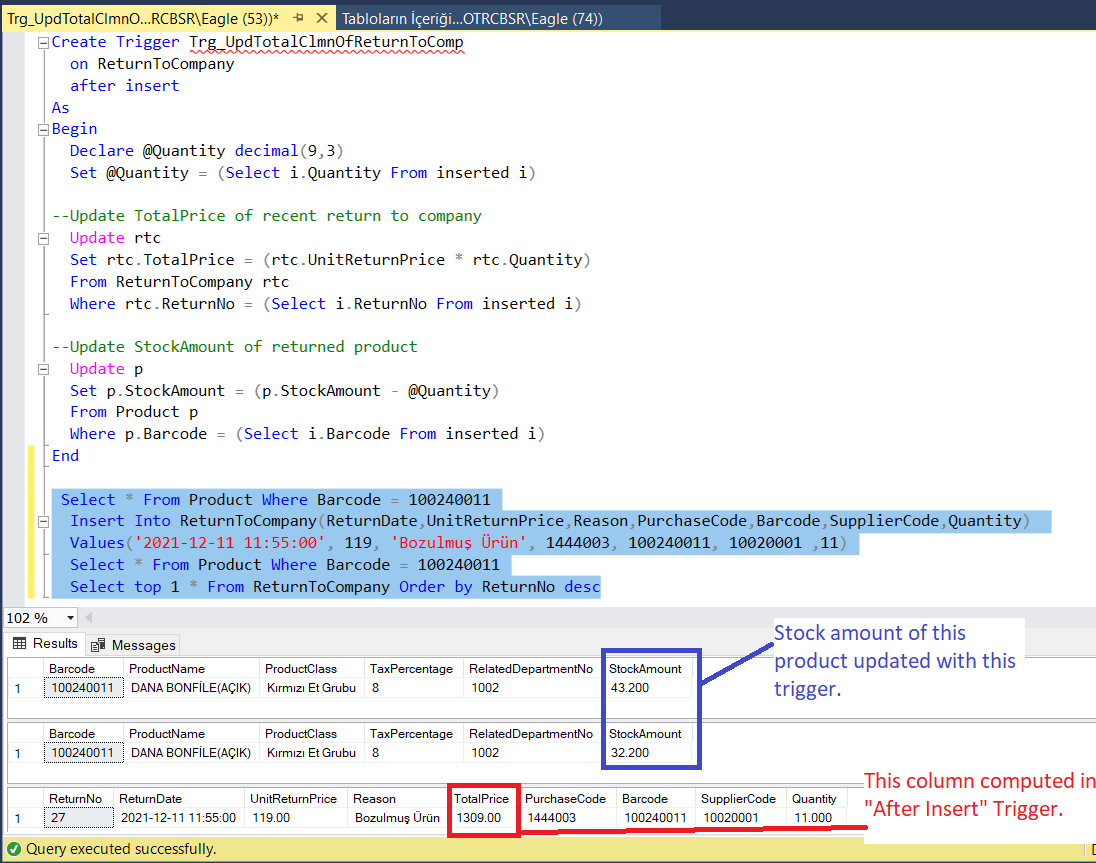 Trg_UpdTotalClmnO...RCBSR\Eagle (53))* Tabloların İçeriği...OTRCBSR\Eagle (74))
Create Trigger Trg_UpdTotalClmnOfReturnToComp
on ReturnToCompany
after insert
As
Begin
Declare @Quantity decimal(9,3)
Set @Quantity = (Select i.Quantity From inserted i)
--Update TotalPrice of recent return to company
Update rtc
Set rtc.TotalPrice = (rtc.UnitReturnPrice * rtc.Quantity)
From ReturnToCompany rtc
Where rtc.ReturnNo = (Select i.ReturnNo From inserted i)
--Update StockAmount of returned product
Update p
Set p.StockAmount = (p.StockAmount - @Quantity)
From Product p
Where p.Barcode = (Select i.Barcode From inserted i)
End
Select * From Product Where Barcode = 100240011
Insert Into ReturnToCompany(ReturnDate,UnitReturnPrice,Reason,PurchaseCode,Barcode,SupplierCode,Quantity)
Values('2021-12-11 11:55:00', 119, 'Bozulmuş Ürün', 1444003, 100240011, 10020001 ,11)
Select * From Product Where Barcode = 100240011
Select top 1 * From ReturnToCompany Order by ReturnNo desc
102 %
Results Messages
Barcode ProductName ProductClass TaxPercentage RelatedDepartmentNo StockAmount
1 100240011 DANA BONFİLE(AÇIK) Kırmızı Et Grubu 8 1002 43.200
Barcode ProductName ProductClass TaxPercentage RelatedDepartmentNo StockAmount
1 100240011 DANA BONFİLE(AÇIK) Kırmızı Et Grubu 8 1002 32.200
ReturnNo ReturnDate UnitReturnPrice Reason TotalPrice PurchaseCode Barcode SupplierCode Quantity
1 27 2021-12-11 11:55:00 119.00 Bozulmuş Ürün 1309.00 1444003 100240011 10020001 11.000
Stock amount of this
product updated with this
trigger.
This column computed in
"After Insert" Trigger.
Query executed successfully.